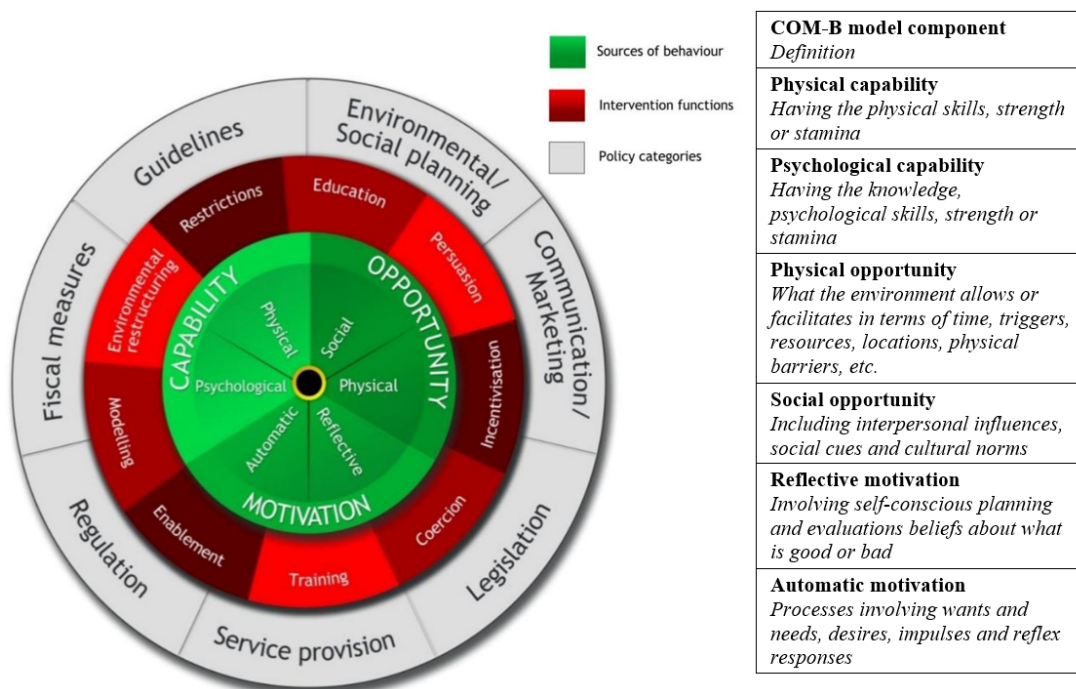 Sources of behaviour
Intervention functions
Policy categories
Guidelines
Environmental/
Social planning
Communication/
Marketing
Legislation
Service provision
Regulation
Fiscal measures
Restrictions
Education
Persuasion
Incentivisation
Coercion
Training
Enablement
Modelling
Environmental
restructuring
CAPABILITY
OPPORTUNITY
MOTIVATION
Physical
Social
Psychological
Physical
Automatic
Reflective
COM-B model component
Definition
Physical capability
Having the physical skills, strength
or stamina
Psychological capability
Having the knowledge,
psychological skills, strength or
stamina
Physical opportunity
What the environment allows or
facilitates in terms of time, triggers,
resources, locations, physical
barriers, etc.
Social opportunity
Including interpersonal influences,
social cues and cultural norms
Reflective motivation
Involving self-conscious planning
and evaluations beliefs about what
is good or bad
Automatic motivation
Processes involving wants and
needs, desires, impulses and reflex
responses